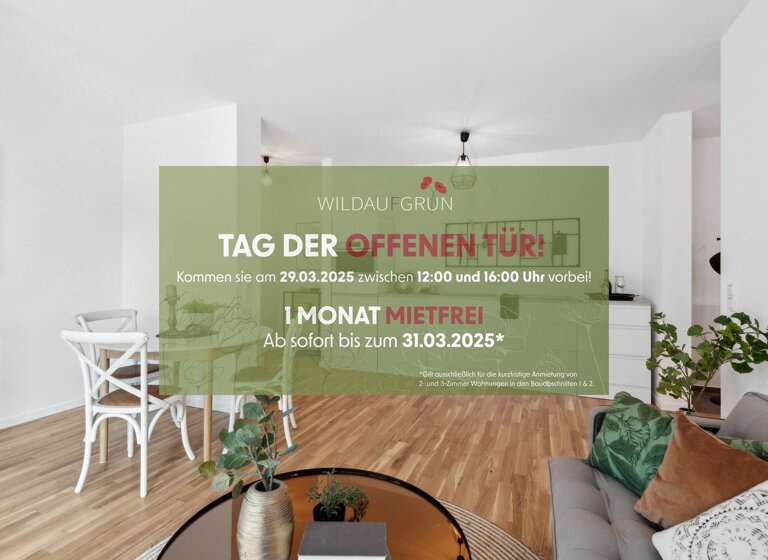 WILDAUFGRÜN
TAG DER OFFENEN TÜR!
Kommen sie am 29.03.2025 zwischen 12:00 und 16:00 Uhr vorbei!
1 MONAT MIETFREI
Ab sofort bis zum 31.03.2025*
*Gilt ausschließlich für die kurzfristige Anmietung von
2- und 3-Zimmer Wohnungen in den Bauabschnitten 1 & 2.